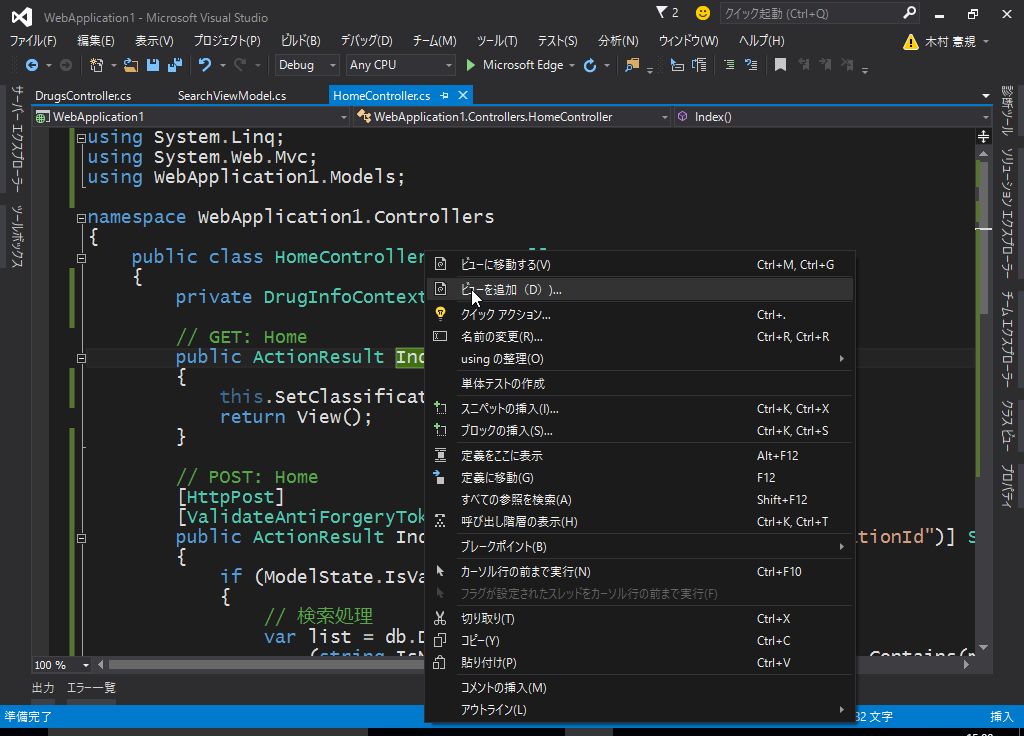 WebApplication1 - Microsoft Visual Studio
2
クイック起動 (Ctrl+Q)
ファイル(F) 編集(E) 表示(V) プロジェクト(P) ビルド(B) デバッグ(D) チーム(M) ツール(T) テスト(S) 分析(N) ウィンドウ(W) ヘルプ(H) 木村 憲規
Debug Any CPU Microsoft Edge
サーバー エクスプローラー
ツールボックス
DrugsController.cs SearchViewModel.cs HomeController.cs
WebApplication1 WebApplication1.Controllers.HomeController Index()
using System.Linq;
using System.Web.Mvc;
using WebApplication1.Models;
namespace WebApplication1.Controllers
{
public class HomeController
{
private DrugInfoContext
// GET: Home
public ActionResult Ind
{
this.SetClassificat
return View();
}
// POST: Home
[HttpPost]
[ValidateAntiForgeryTok
public ActionResult Ind ationId")] S
{
if (ModelState.IsVa
{
// 検索処理
var list = db.D
(string.IsN Contains(m
ビューに移動する(V) Ctrl+M, Ctrl+G
ビューを追加（D）)...
クイック アクション... Ctrl+.
名前の変更(R)... Ctrl+R, Ctrl+R
using の整理(O)
単体テストの作成
スニペットの挿入(I)... Ctrl+K, Ctrl+X
ブロックの挿入(S)... Ctrl+K, Ctrl+S
定義をここに表示 Alt+F12
定義に移動(G) F12
すべての参照を検索(A) Shift+F12
呼び出し階層の表示(H) Ctrl+K, Ctrl+T
ブレークポイント(B)
カーソル行の前まで実行(N) Ctrl+F10
フラグが設定されたスレッドをカーソル行の前まで実行(F)
切り取り(T) Ctrl+X
コピー(Y) Ctrl+C
貼り付け(P) Ctrl+V
コメントの挿入(M)
アウトライン(L)
診断ツール
ソリューション エクスプローラー
チーム エクスプローラー
クラス ビュー
プロパティ
100 %
出力 エラー一覧
準備完了 32 文字 挿入